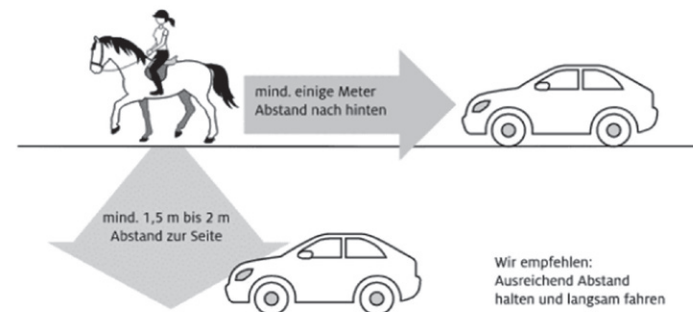 mind. einige Meter
Abstand nach hinten
mind. 1,5 m bis 2 m
Abstand zur Seite
Wir empfehlen:
Ausreichend Abstand
halten und langsam fahren